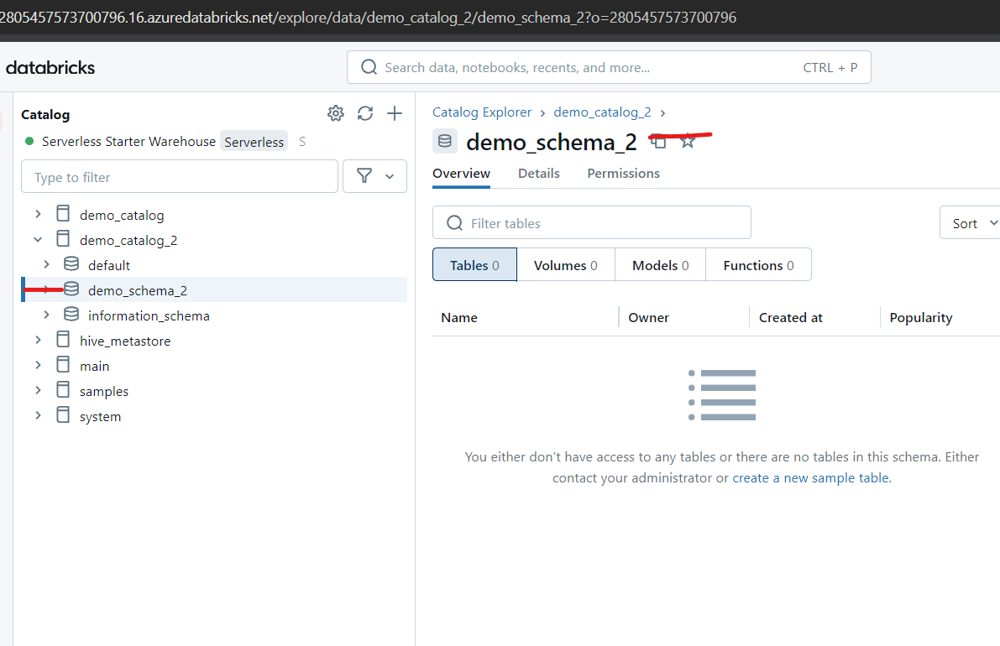 2805457573700796.16.azuredatabricks.net/explore/data/demo_catalog_2/demo_schema_2?o=2805457573700796
databricks
Search data, notebooks, recents, and more...
CTRL + P
Catalog
Serverless Starter Warehouse Serverless S
Type to filter
demo_catalog
demo_catalog_2
default
demo_schema_2
information_schema
hive_metastore
main
samples
system
Catalog Explorer › demo_catalog_2 ›
demo_schema_2
Overview Details Permissions
Filter tables
Sort
Tables 0 Volumes 0 Models 0 Functions 0
Name Owner Created at Popularity
You either don't have access to any tables or there are no tables in this schema. Either
contact your administrator or create a new sample table.